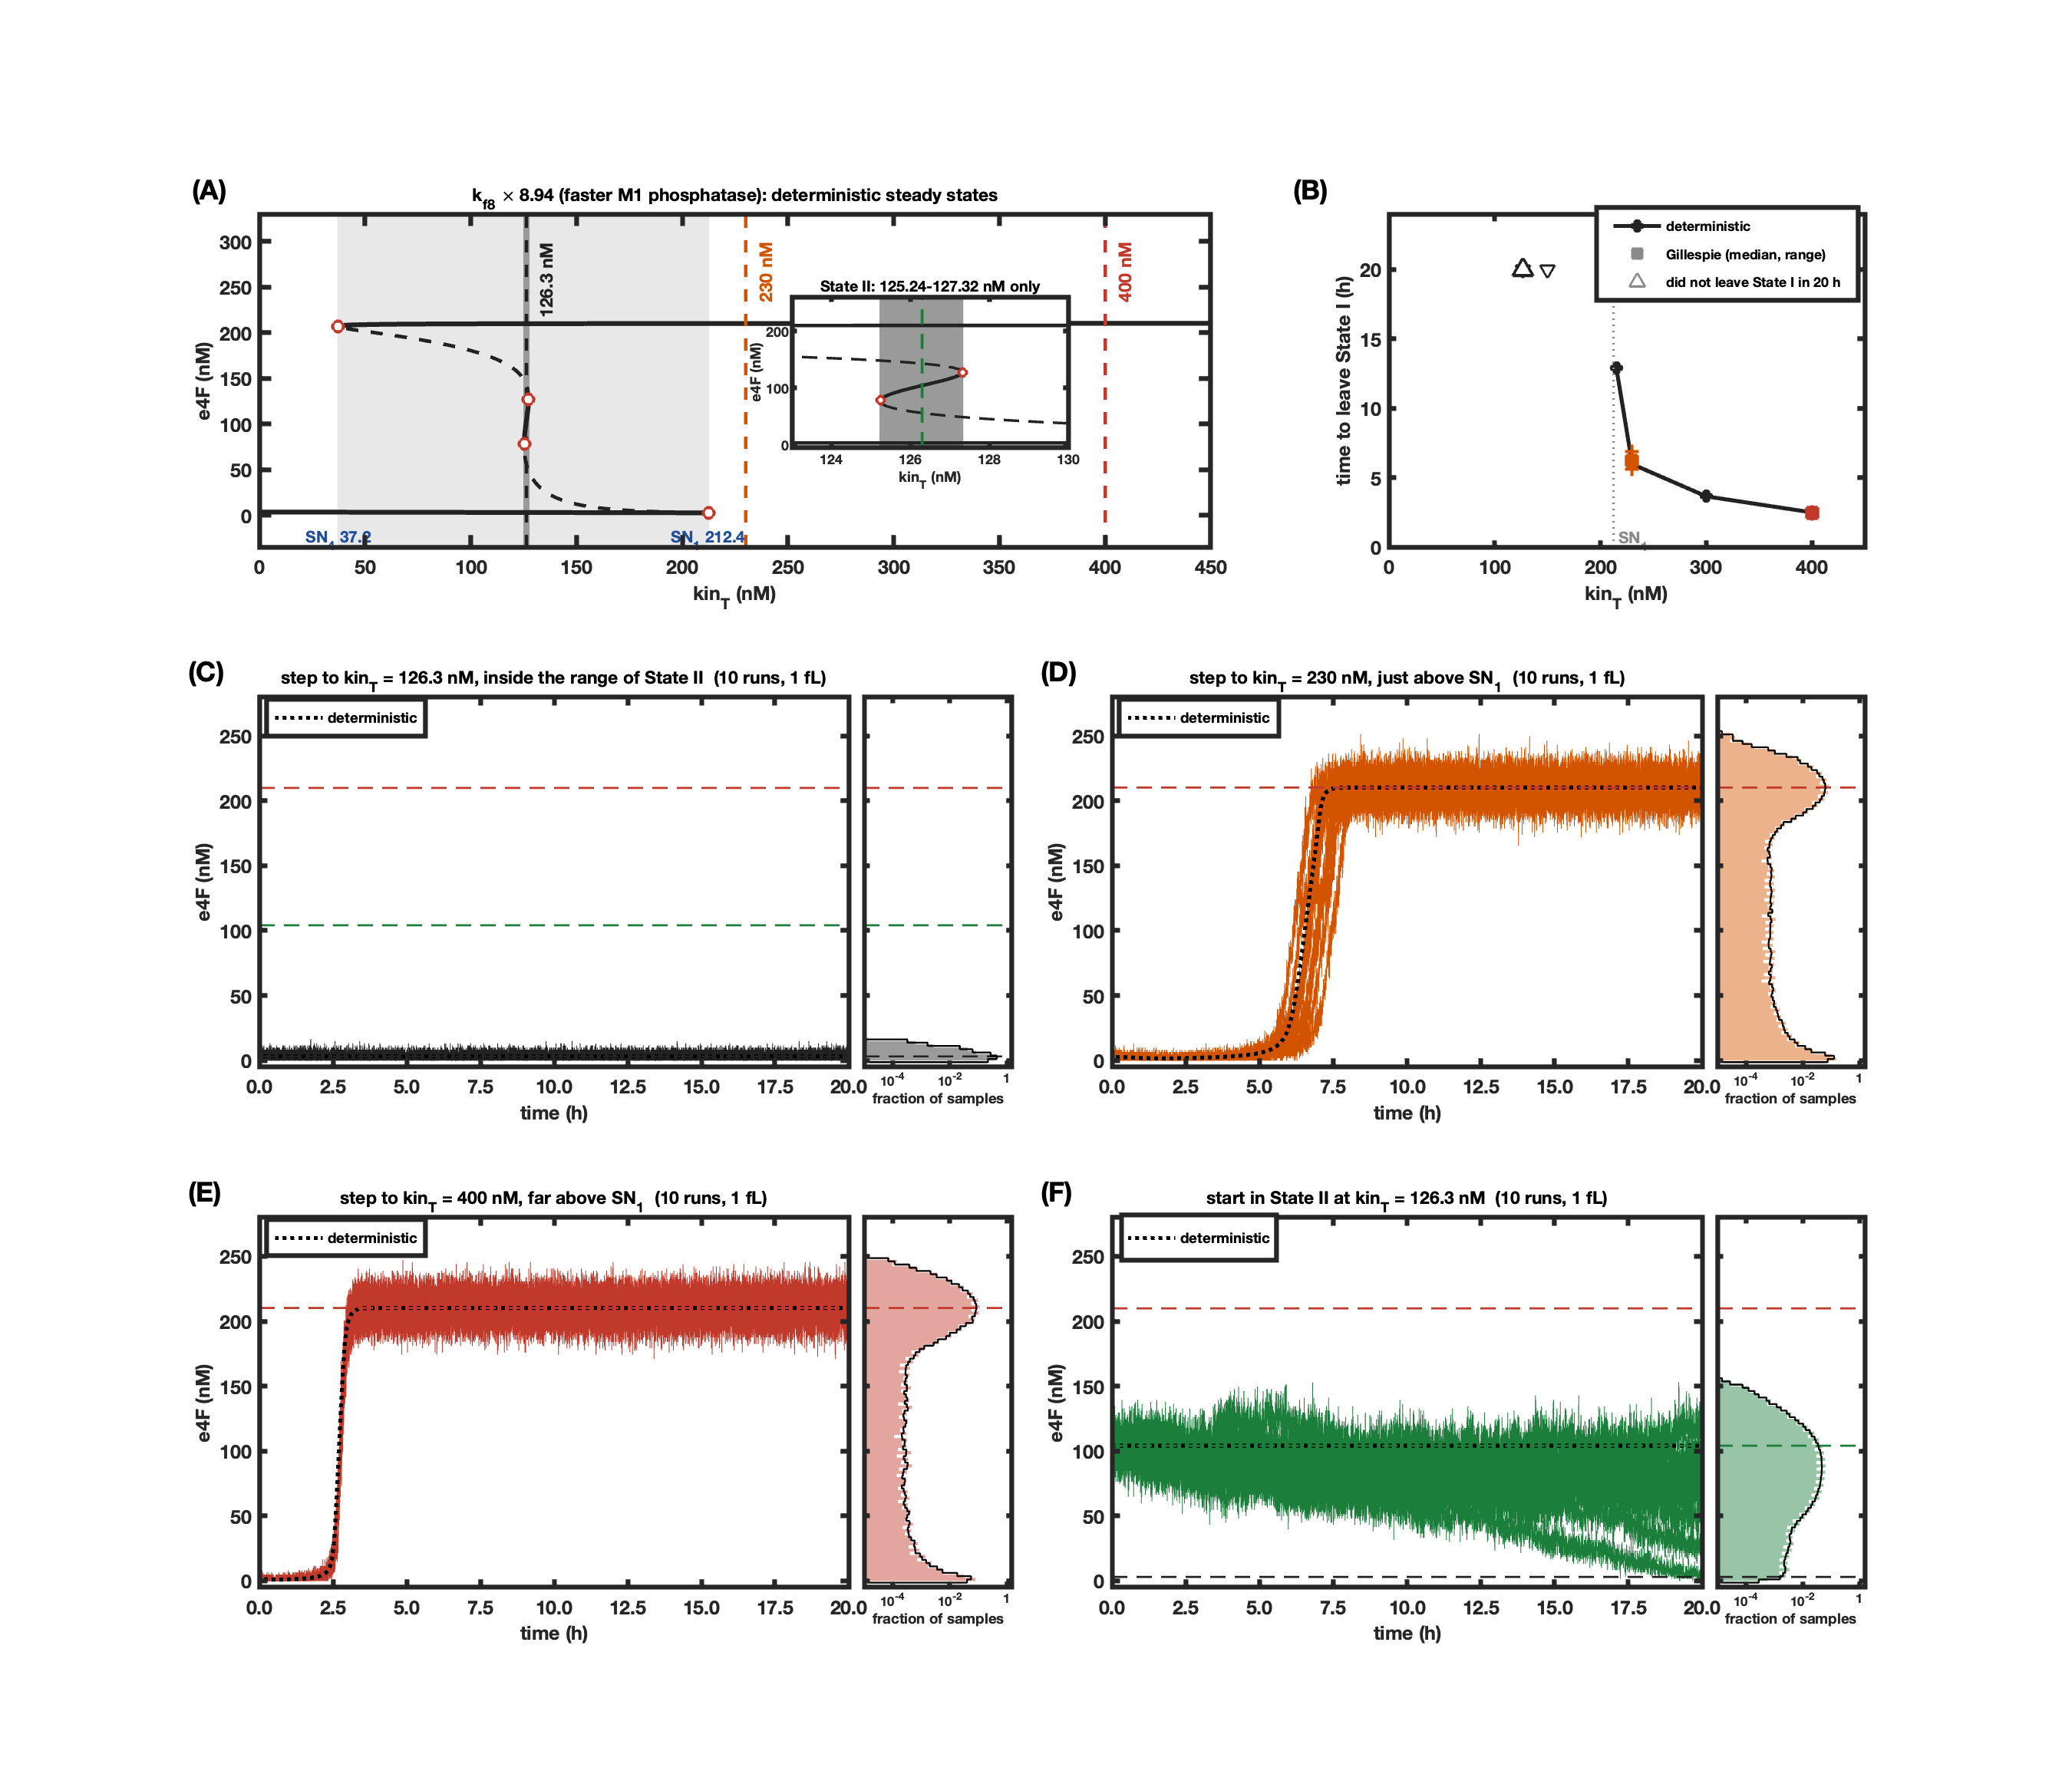 (A)
k_f8 × 8.94 (faster M1 phosphatase): deterministic steady states
e4F (nM)
300
250
200
150
100
50
0
126.3 nM
230 nM
400 nM
SN4 37.2
SN1 212.4
0 50 100 150 200 250 300 350 400 450
kin_T (nM)
State II: 125.24-127.32 nM only
e4F (nM)
200
100
0
124 126 128 130
kin_T (nM)
(B)
deterministic
Gillespie (median, range)
did not leave State I in 20 h
time to leave State I (h)
20
15
10
5
0
SN1
0 100 200 300 400
kin_T (nM)
(C)
step to kin_T = 126.3 nM, inside the range of State II (10 runs, 1 fL)
deterministic
e4F (nM)
250
200
150
100
50
0
0.0 2.5 5.0 7.5 10.0 12.5 15.0 17.5 20.0
time (h)
10^-4 10^-2 1
fraction of samples
(D)
step to kin_T = 230 nM, just above SN_1 (10 runs, 1 fL)
deterministic
e4F (nM)
250
200
150
100
50
0
0.0 2.5 5.0 7.5 10.0 12.5 15.0 17.5 20.0
time (h)
10^-4 10^-2 1
fraction of samples
(E)
step to kin_T = 400 nM, far above SN_1 (10 runs, 1 fL)
deterministic
e4F (nM)
250
200
150
100
50
0
0.0 2.5 5.0 7.5 10.0 12.5 15.0 17.5 20.0
time (h)
10^-4 10^-2 1
fraction of samples
(F)
start in State II at kin_T = 126.3 nM (10 runs, 1 fL)
deterministic
e4F (nM)
250
200
150
100
50
0
0.0 2.5 5.0 7.5 10.0 12.5 15.0 17.5 20.0
time (h)
10^-4 10^-2 1
fraction of samples